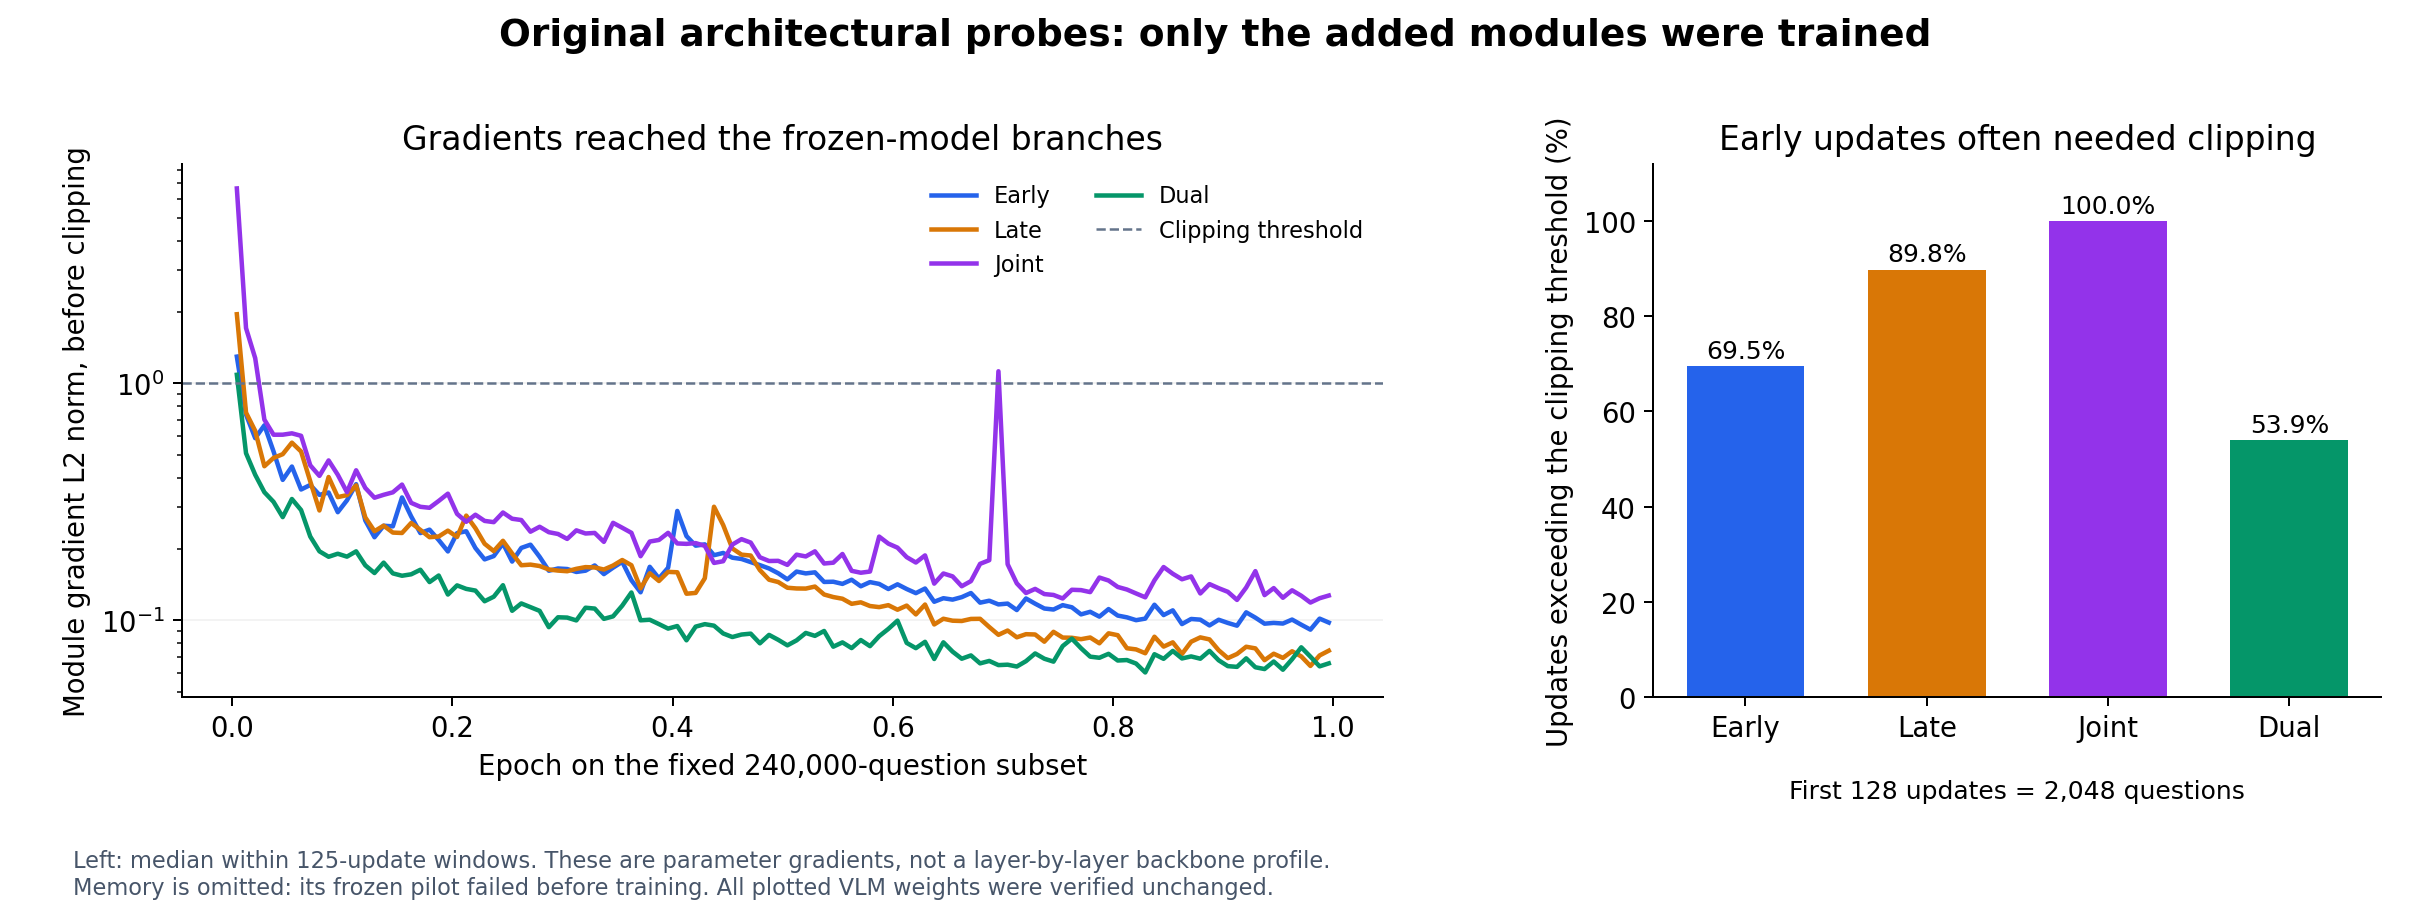 Original architectural probes: only the added modules were trained
Gradients reached the frozen-model branches
Module gradient L2 norm, before clipping
10⁰
10⁻¹
Early
Late
Joint
Dual
Clipping threshold
0.0 0.2 0.4 0.6 0.8 1.0
Epoch on the fixed 240,000-question subset
Early updates often needed clipping
Updates exceeding the clipping threshold (%)
100
80
60
40
20
0
69.5%
89.8%
100.0%
53.9%
Early Late Joint Dual
First 128 updates = 2,048 questions
Left: median within 125-update windows. These are parameter gradients, not a layer-by-layer backbone profile.
Memory is omitted: its frozen pilot failed before training. All plotted VLM weights were verified unchanged.